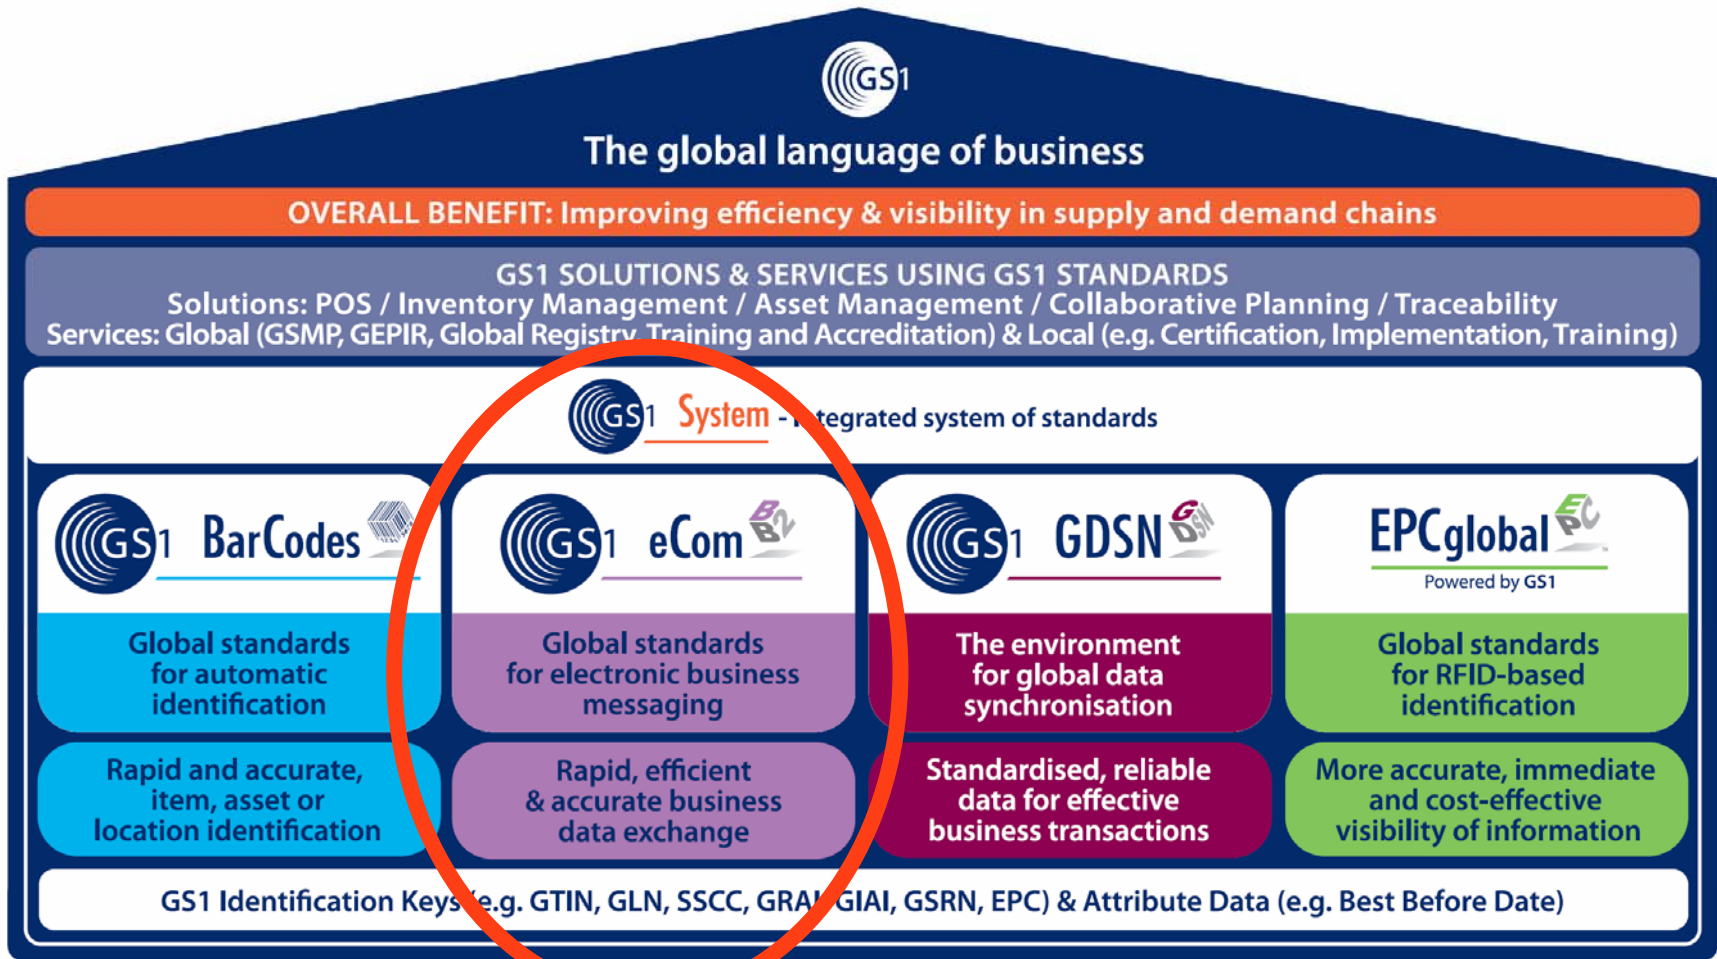 GS1
The global language of business
OVERALL BENEFIT: Improving efficiency & visibility in supply and demand chains
GS1 SOLUTIONS & SERVICES USING GS1 STANDARDS
Solutions: POS / Inventory Management / Asset Management / Collaborative Planning / Traceability
Services: Global (GSMP, GEPIR, Global Registry, Training and Accreditation) & Local (e.g. Certification, Implementation, Training)
GS1 System - Integrated system of standards
GS1 BarCodes
Global standards
for automatic
identification
Rapid and accurate,
item, asset or
location identification
GS1 eCom B2B
Global standards
for electronic business
messaging
Rapid, efficient
& accurate business
data exchange
GS1 GDSN GDSN
The environment
for global data
synchronisation
Standardised, reliable
data for effective
business transactions
EPCglobal EPC
Powered by GS1
Global standards
for RFID-based
identification
More accurate, immediate
and cost-effective
visibility of information
GS1 Identification Keys (e.g. GTIN, GLN, SSCC, GRAI, GIAI, GSRN, EPC) & Attribute Data (e.g. Best Before Date)